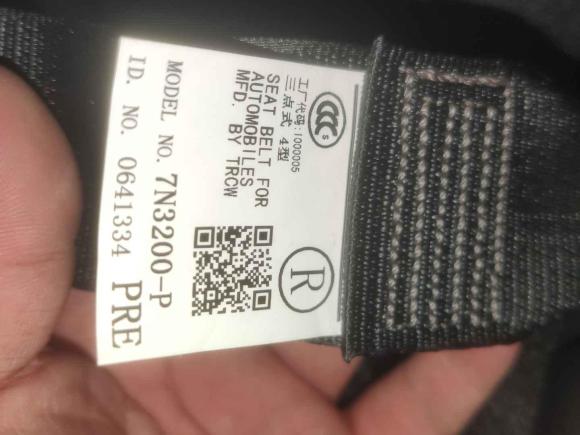 工厂代码:1000005
三点式 4型
CCC S
SEAT BELT FOR
AUTOMOBILES
MFD. BY TRCW
R
MODEL NO. 7N3200-P
ID. NO. 0641334 PRE